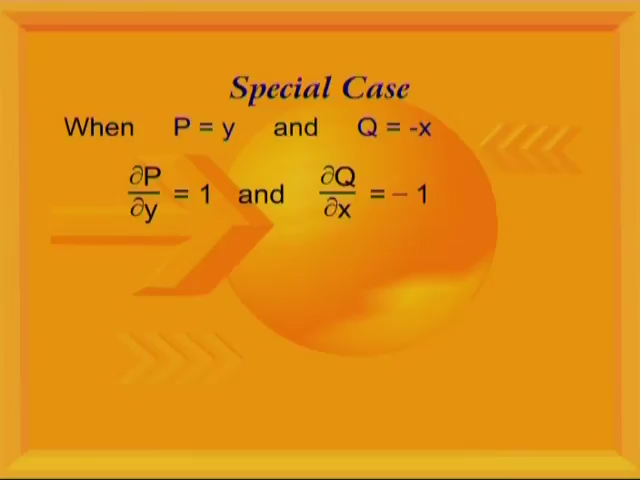 Special Case
When P = y and Q = -x
∂P/∂y = 1 and ∂Q/∂x = − 1